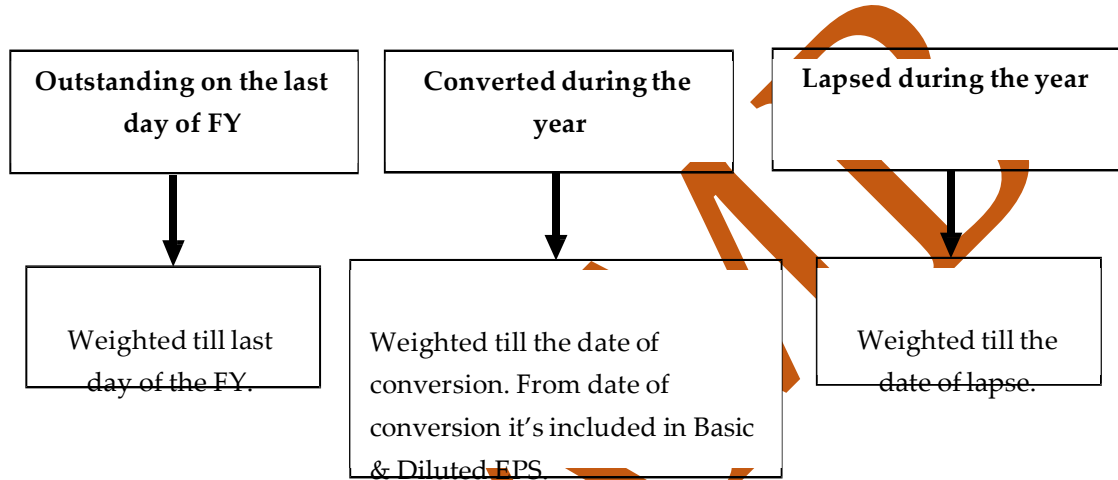 Outstanding on the last
day of FY
Converted during the
year
Lapsed during the year
Weighted till last
day of the FY.
Weighted till the date of
conversion. From date of
conversion it’s included in Basic
& Diluted EPS.
Weighted till the
date of lapse.